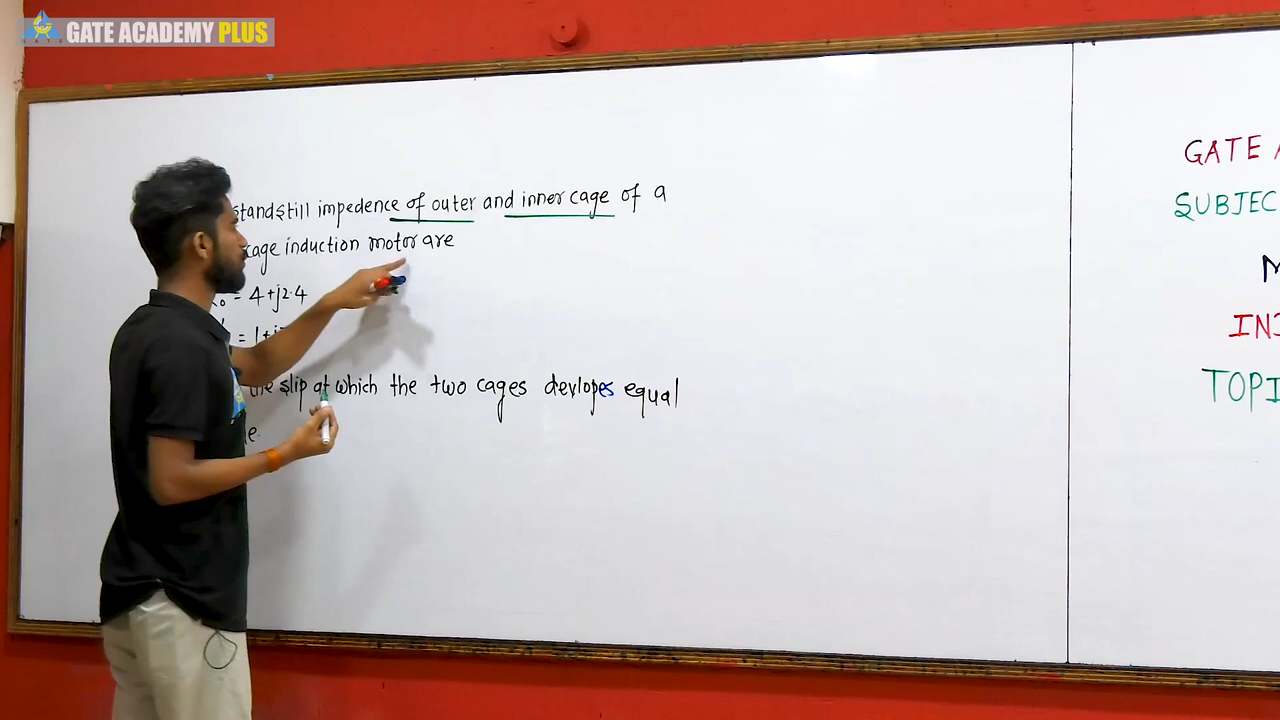 GATE ACADEMY PLUS
standstill impedence of outer and inner cage of a
cage induction motor are
= 4+j2.4
= 1+j
the slip at which the two cages devlopes equal
GATE
SUBJEC
TOPI